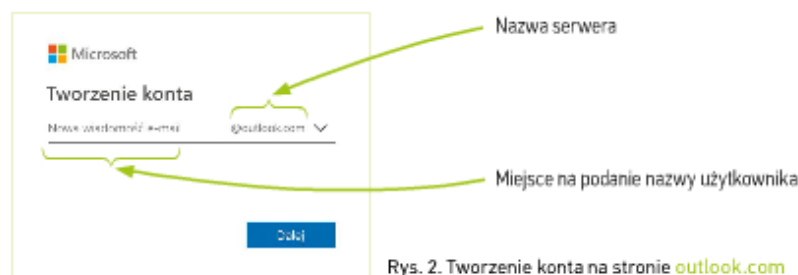 Nazwa serwera
Microsoft
Tworzenie konta
Nowa wiadomość e-mail @outlook.com
Miejsce na podanie nazwy użytkownika
Dalej
Rys. 2. Tworzenie konta na stronie outlook.com